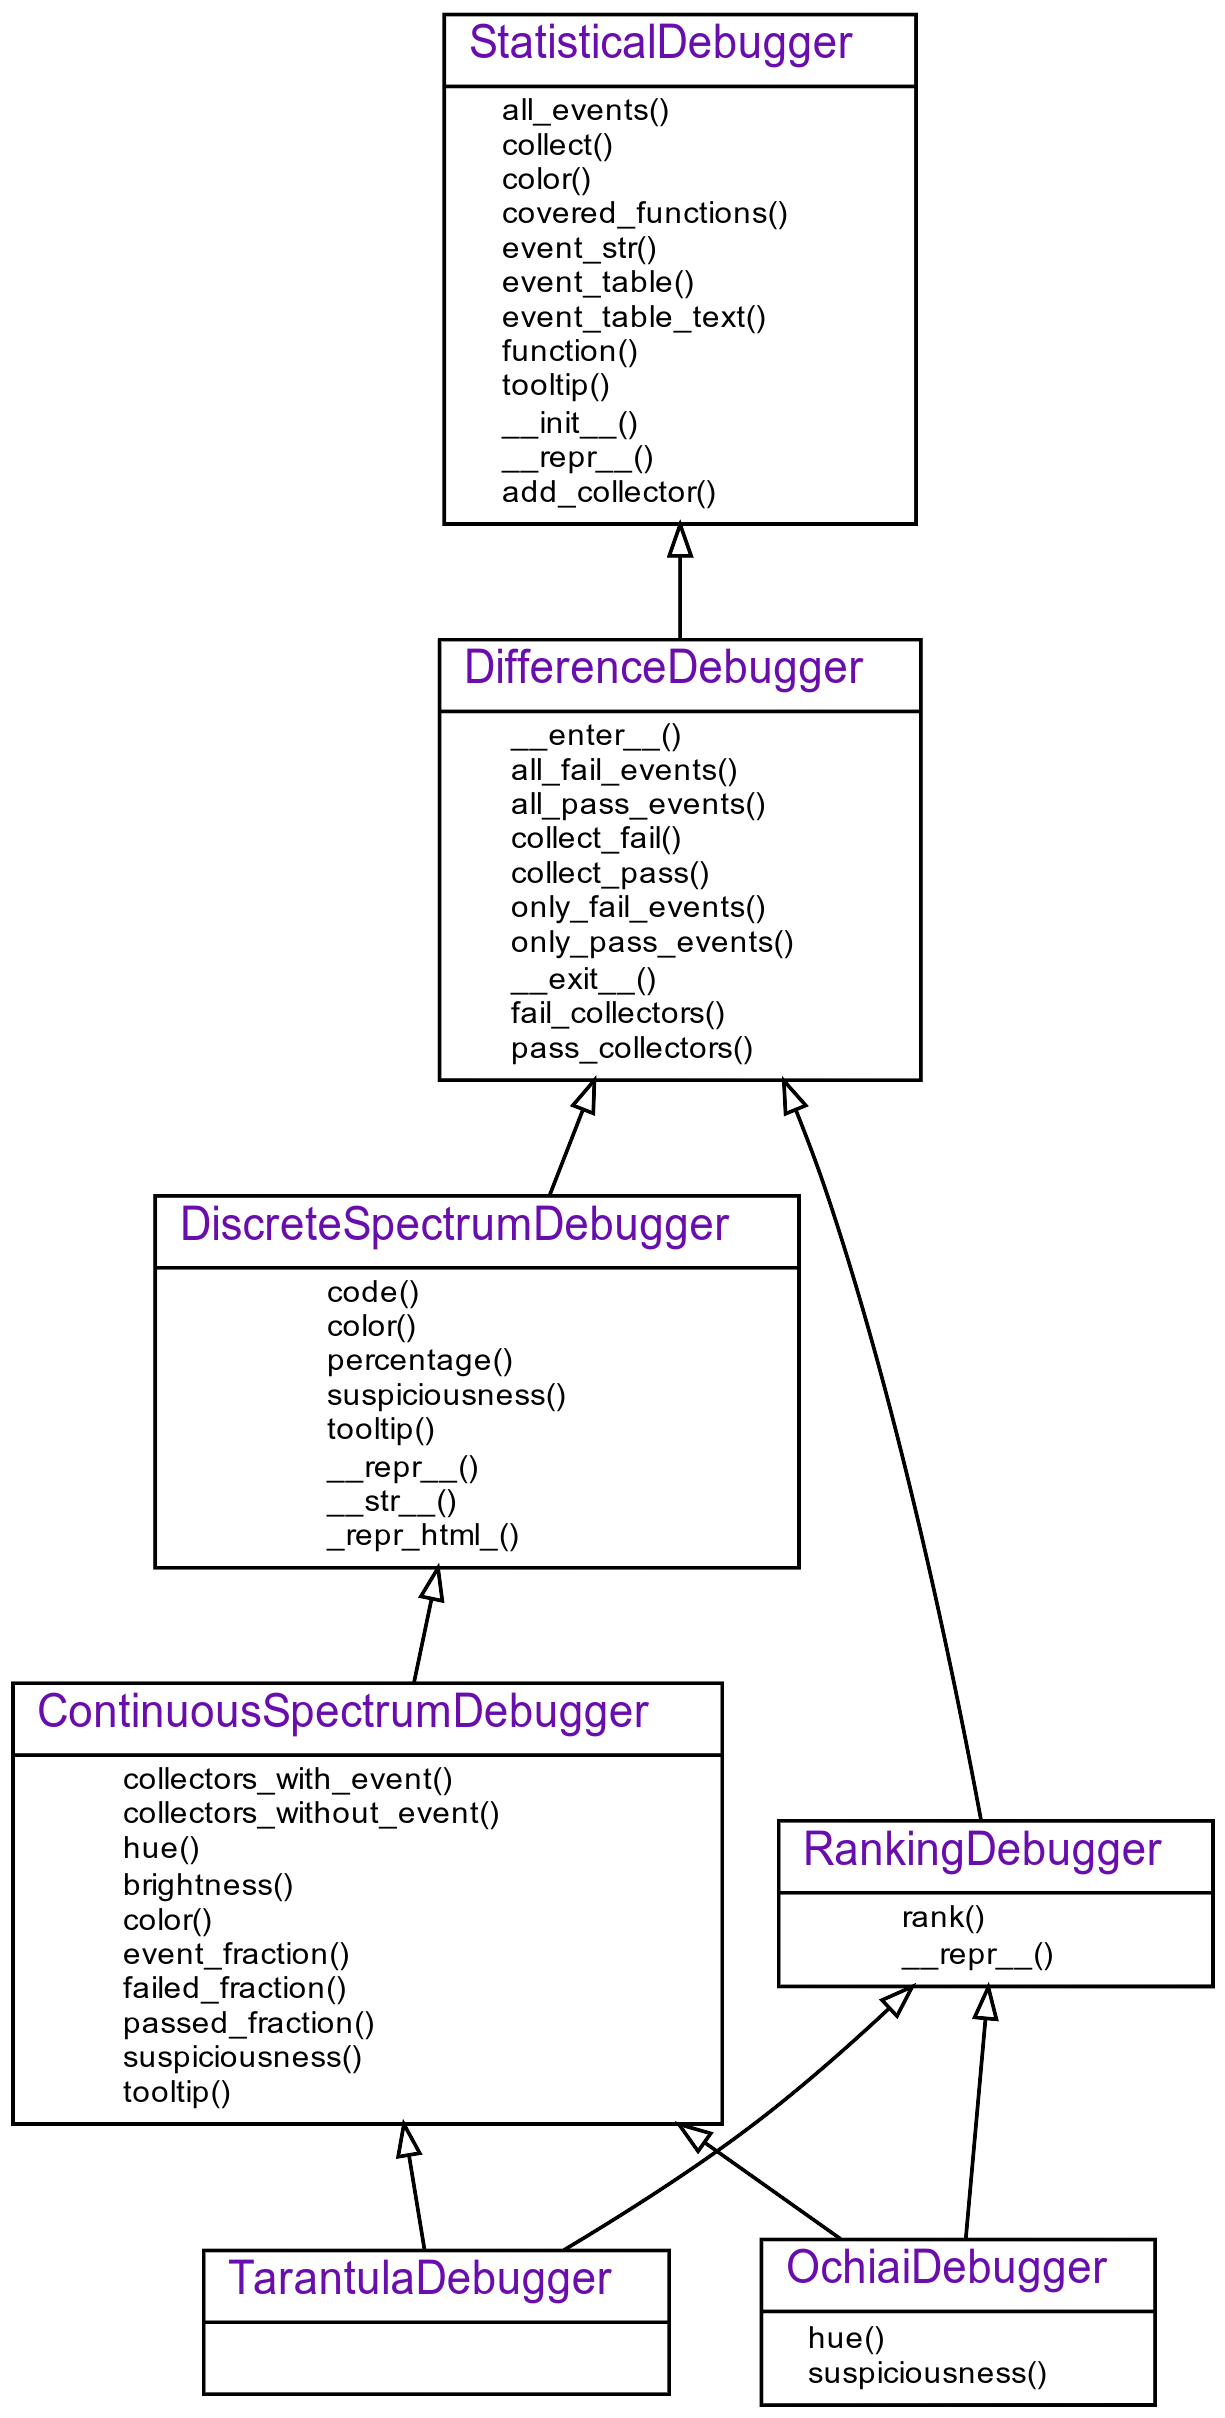 StatisticalDebugger
all_events()
collect()
color()
covered_functions()
event_str()
event_table()
event_table_text()
function()
tooltip()
__init__()
__repr__()
add_collector()
DifferenceDebugger
__enter__()
all_fail_events()
all_pass_events()
collect_fail()
collect_pass()
only_fail_events()
only_pass_events()
__exit__()
fail_collectors()
pass_collectors()
DiscreteSpectrumDebugger
code()
color()
percentage()
suspiciousness()
tooltip()
__repr__()
__str__()
_repr_html_()
ContinuousSpectrumDebugger
collectors_with_event()
collectors_without_event()
hue()
brightness()
color()
event_fraction()
failed_fraction()
passed_fraction()
suspiciousness()
tooltip()
RankingDebugger
rank()
__repr__()
TarantulaDebugger
OchiaiDebugger
hue()
suspiciousness()